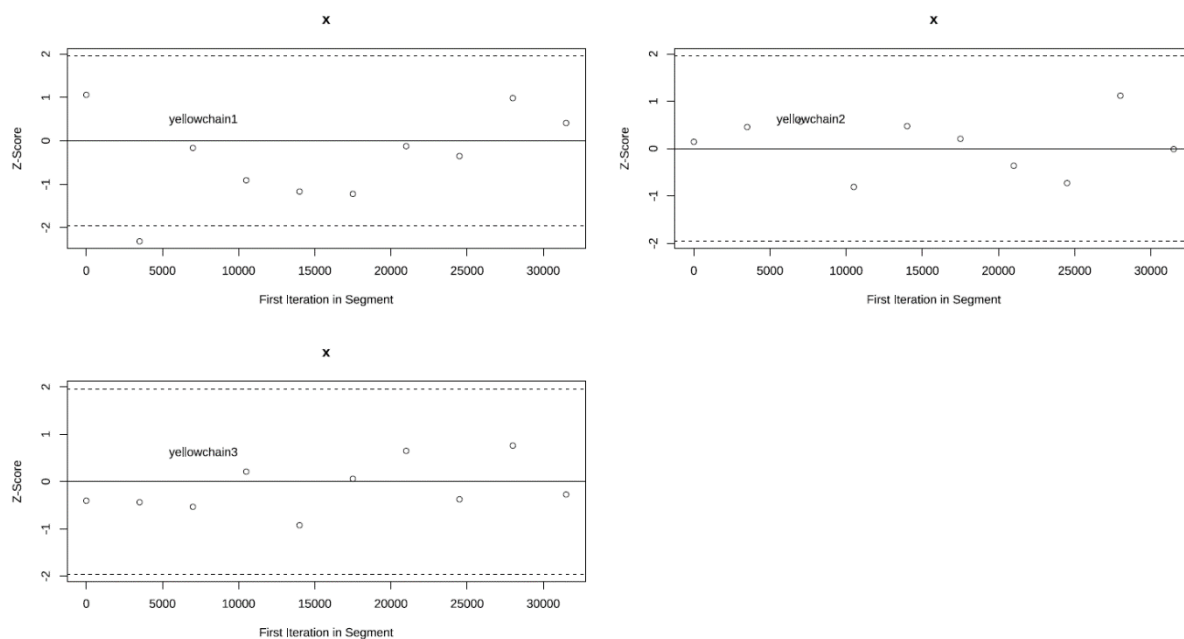 x
2
1
0
-1
-2
Z-Score
yellowchain1
0 5000 10000 15000 20000 25000 30000
First Iteration in Segment
x
2
1
0
-1
-2
Z-Score
yellowchain2
0 5000 10000 15000 20000 25000 30000
First Iteration in Segment
x
2
1
0
-1
-2
Z-Score
yellowchain3
0 5000 10000 15000 20000 25000 30000
First Iteration in Segment